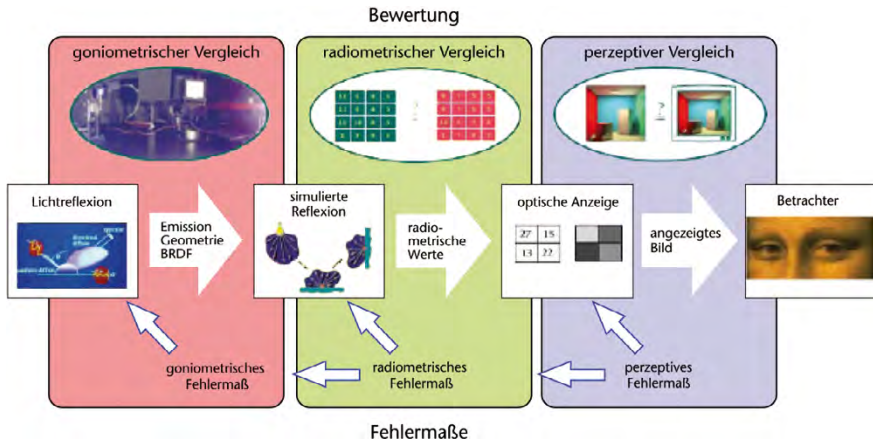 Bewertung
goniometrischer Vergleich
radiometrischer Vergleich
perzeptiver Vergleich
Lichtreflexion
Emission
Geometrie
BRDF
simulierte
Reflexion
radio-
metrische
Werte
optische Anzeige
27 15
13 22
angezeigtes
Bild
Betrachter
goniometrisches
Fehlermaß
radiometrisches
Fehlermaß
perzeptives
Fehlermaß
Fehlermaße